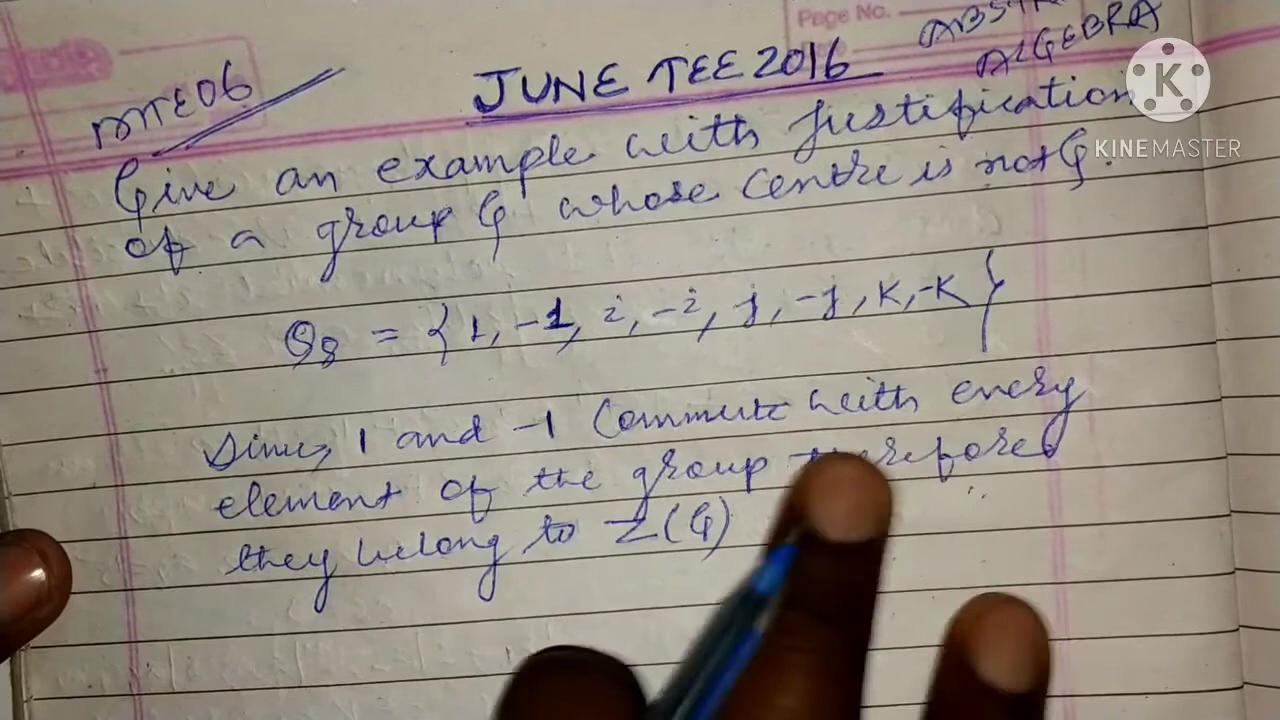 Page No.
ABSTRA
ALGEBRA
MTE06
JUNE TEE 2016
K
KINEMASTER
Give an example with justification
of a group G whose centre is not G.
Q8 = { 1, -1, i, -i, j, -j, K, -K }
Since, 1 and -1 Commute with every
element of the group therefore
they belong to Z(G)